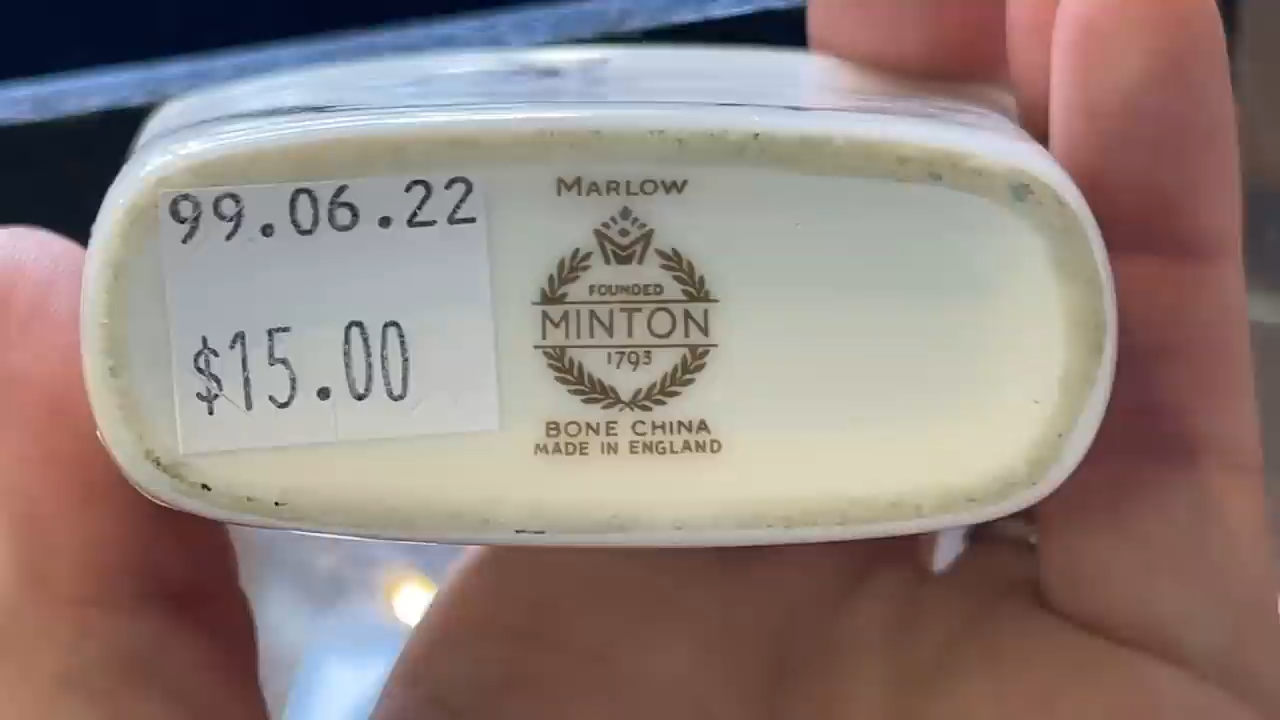 99.06.22
$15.00
MARLOW
FOUNDED
MINTON
1793
BONE CHINA
MADE IN ENGLAND